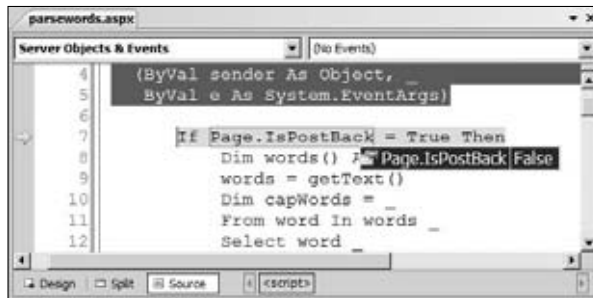 parsewords.aspx
Server Objects & Events (No Events)
4 (ByVal sender As Object, _
5 ByVal e As System.EventArgs)
6
7 If Page.IsPostBack = True Then
8 Dim words() A Page.IsPostBack False
9 words = getText()
10 Dim capWords = _
11 From word In words _
12 Select word _
Design Split Source <script>